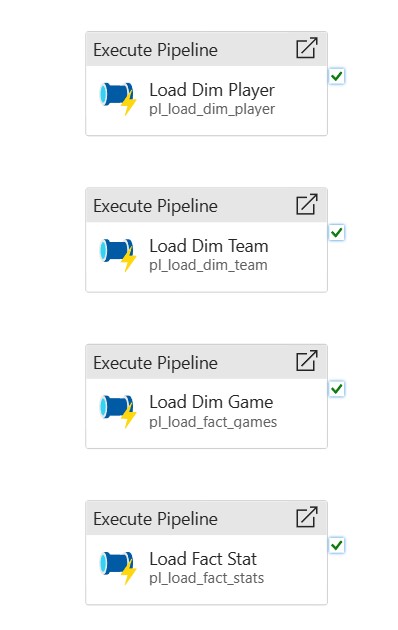 Execute Pipeline
Load Dim Player
pl_load_dim_player
Execute Pipeline
Load Dim Team
pl_load_dim_team
Execute Pipeline
Load Dim Game
pl_load_fact_games
Execute Pipeline
Load Fact Stat
pl_load_fact_stats